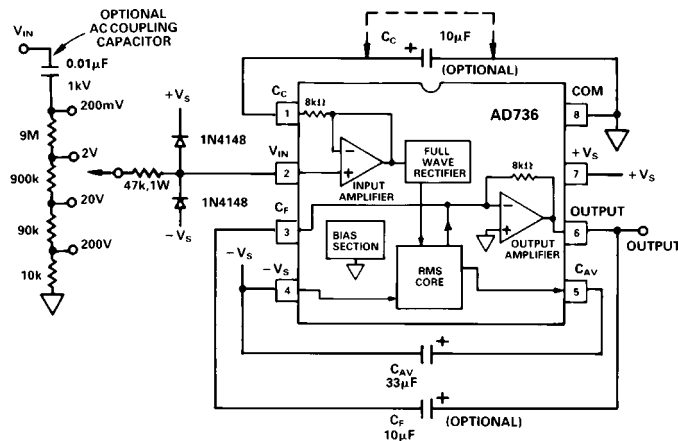 OPTIONAL
AC COUPLING
CAPACITOR
VIN
0.01µF
1kV
200mV
9M
2V
900k
20V
90k
200V
10k
47k,1W
+VS
1N4148
1N4148
−VS
CC
+
10µF
(OPTIONAL)
CC
1
8kΩ
AD736
COM
8
VIN
2
−
+
INPUT
AMPLIFIER
FULL
WAVE
RECTIFIER
+VS
7
+VS
8kΩ
CF
3
BIAS
SECTION
−
+
OUTPUT
AMPLIFIER
OUTPUT
6
OUTPUT
−VS
−VS
4
RMS
CORE
CAV
5
CAV
33µF
+
CF
10µF
+
(OPTIONAL)